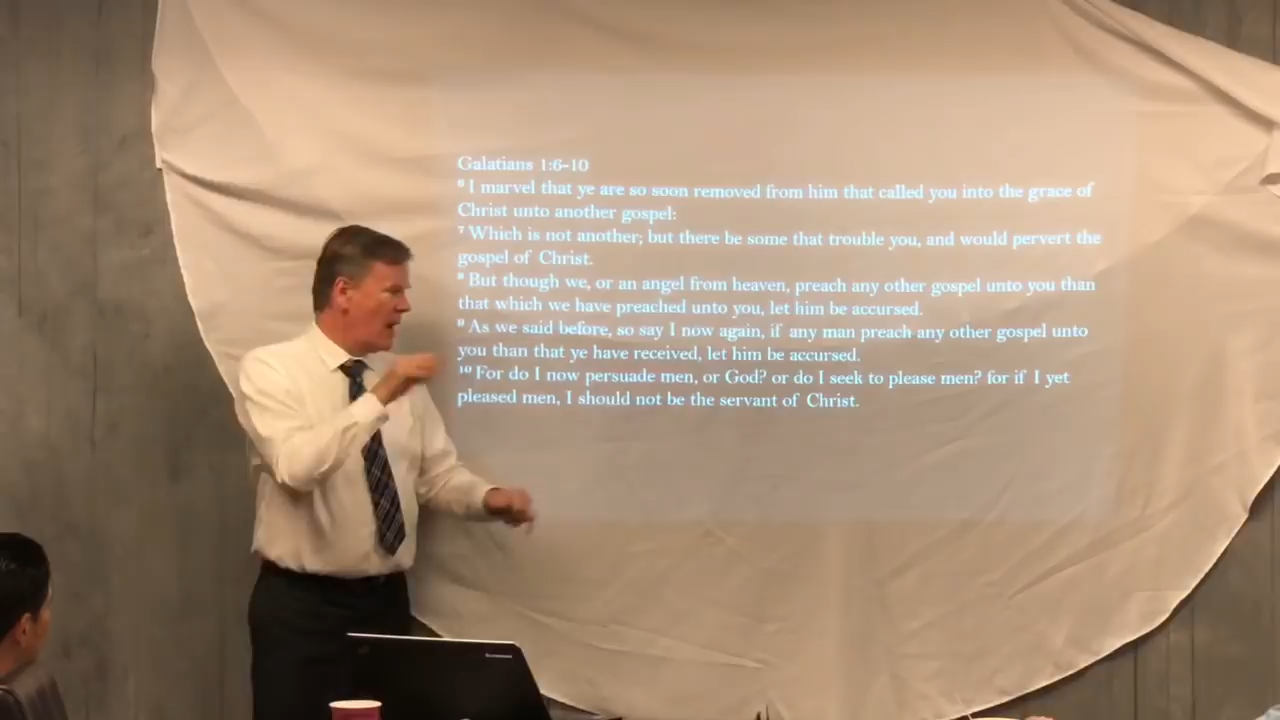 Galatians 1:6-10
⁶ I marvel that ye are so soon removed from him that called you into the grace of
Christ unto another gospel:
⁷ Which is not another; but there be some that trouble you, and would pervert the
gospel of Christ.
⁸ But though we, or an angel from heaven, preach any other gospel unto you than
that which we have preached unto you, let him be accursed.
⁹ As we said before, so say I now again, if any man preach any other gospel unto
you than that ye have received, let him be accursed.
¹⁰ For do I now persuade men, or God? or do I seek to please men? for if I yet
pleased men, I should not be the servant of Christ.
lenovo